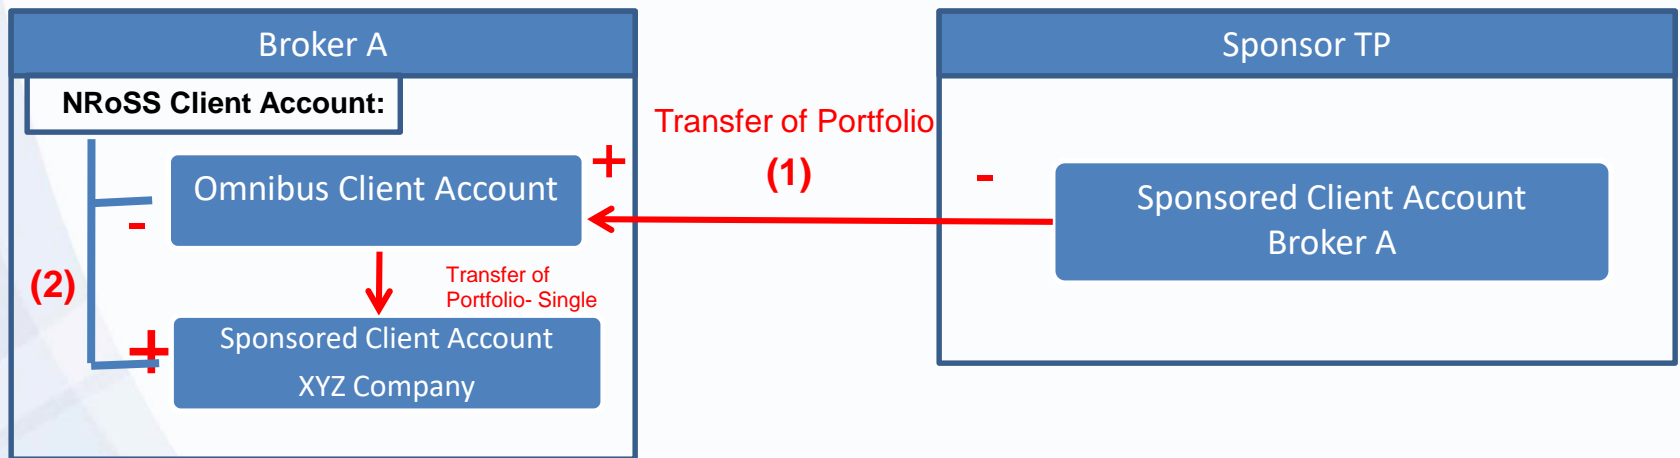 Broker A
NRoSS Client Account:
Omnibus Client Account
+
-
(2)
Transfer of
Portfolio- Single
+
Sponsored Client Account
XYZ Company
Transfer of Portfolio
(1)
-
Sponsor TP
Sponsored Client Account
Broker A